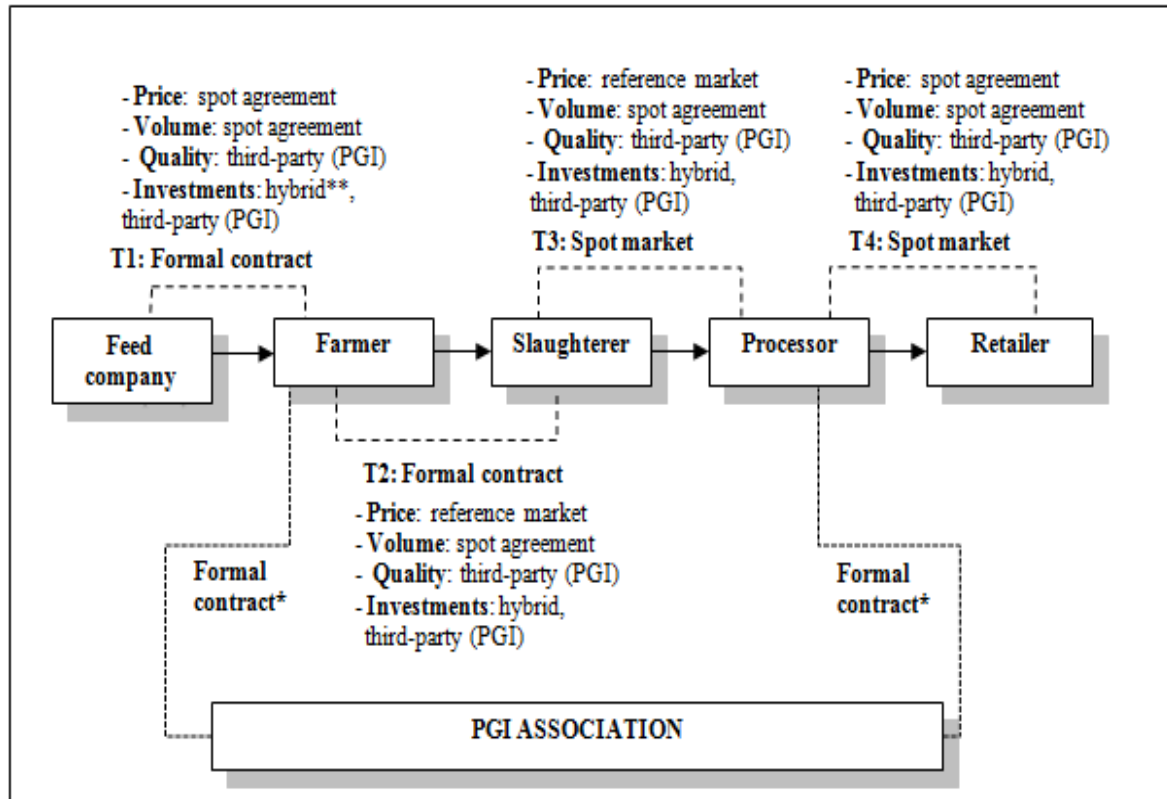 - Price: spot agreement
- Volume: spot agreement
- Quality: third-party (PGI)
- Investments: hybrid**,
third-party (PGI)
T1: Formal contract
- Price: reference market
- Volume: spot agreement
- Quality: third-party (PGI)
- Investments: hybrid,
third-party (PGI)
T3: Spot market
- Price: spot agreement
- Volume: spot agreement
- Quality: third-party (PGI)
- Investments: hybrid,
third-party (PGI)
T4: Spot market
Feed
company
Farmer
Slaughterer
Processor
Retailer
T2: Formal contract
- Price: reference market
- Volume: spot agreement
- Quality: third-party (PGI)
- Investments: hybrid,
third-party (PGI)
Formal
contract*
Formal
contract*
PGI ASSOCIATION